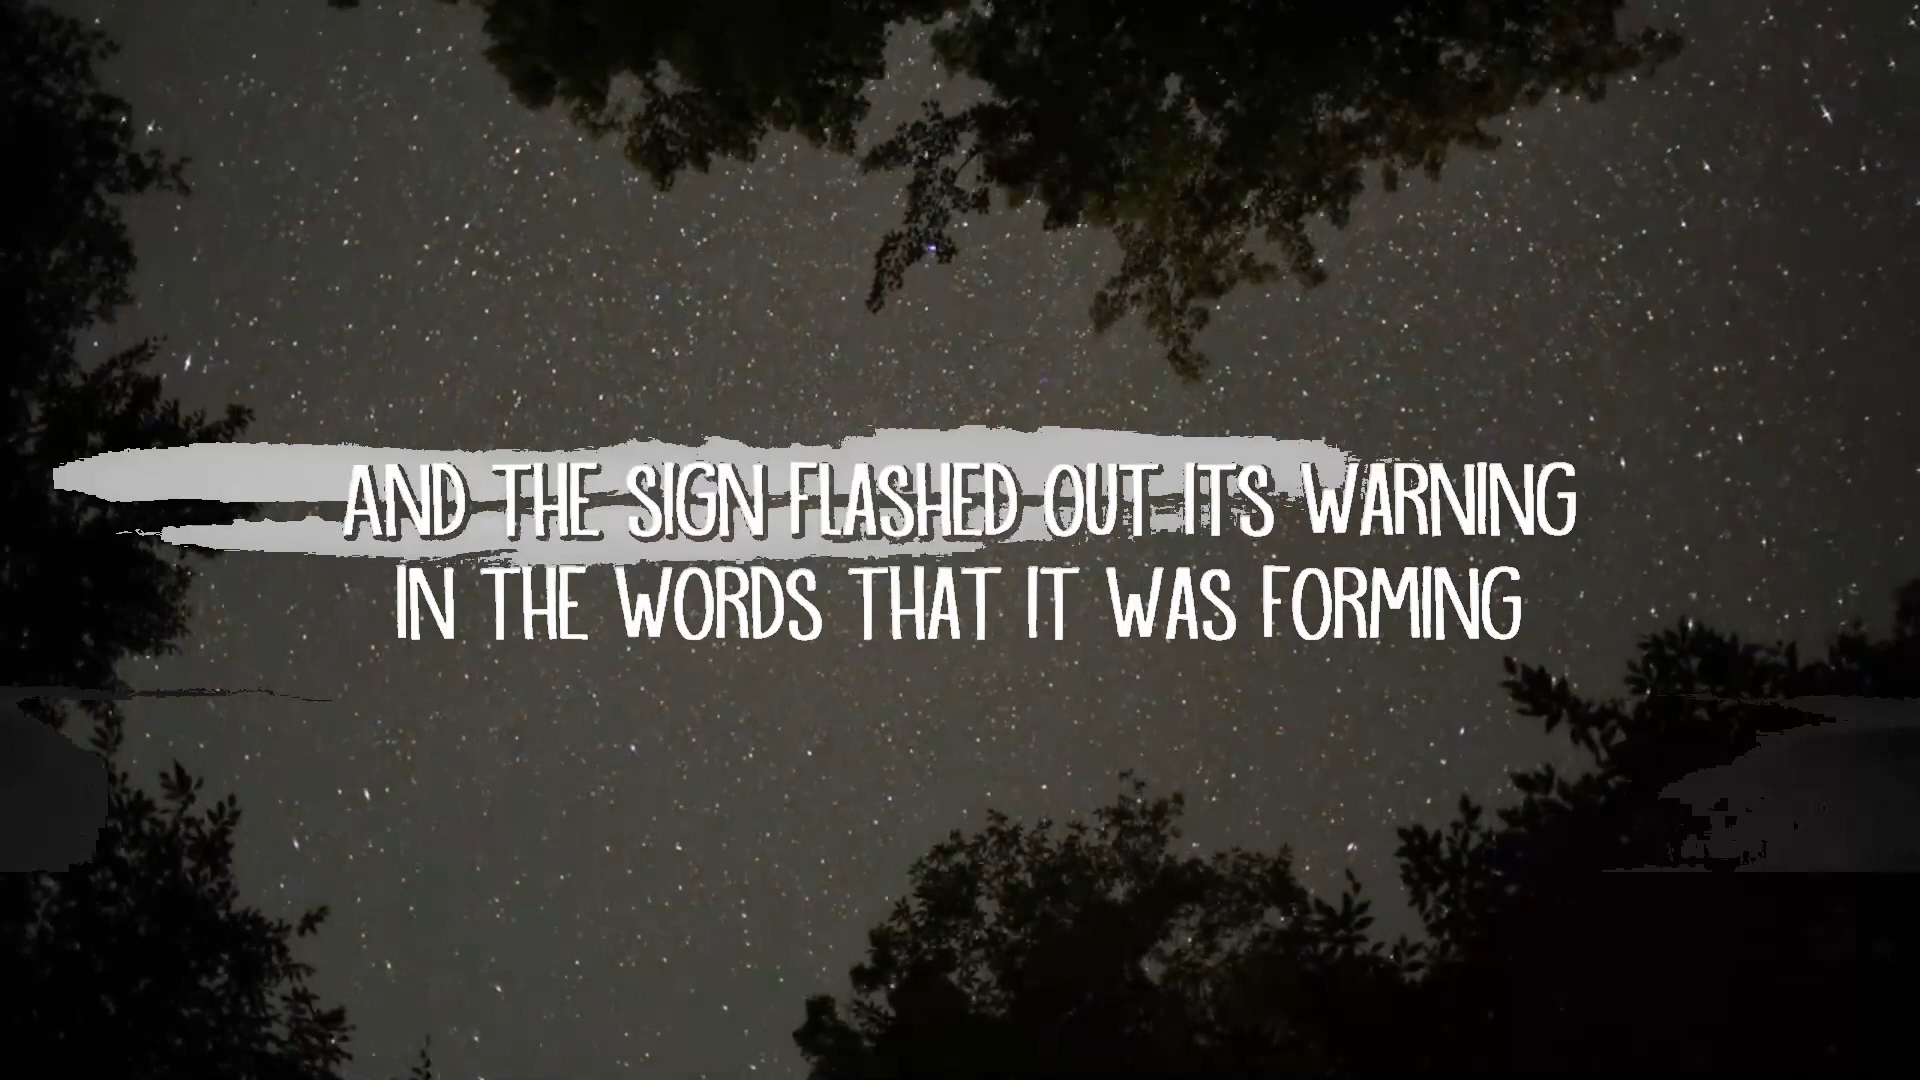 AND THE SIGN FLASHED OUT ITS WARNING
IN THE WORDS THAT IT WAS FORMING